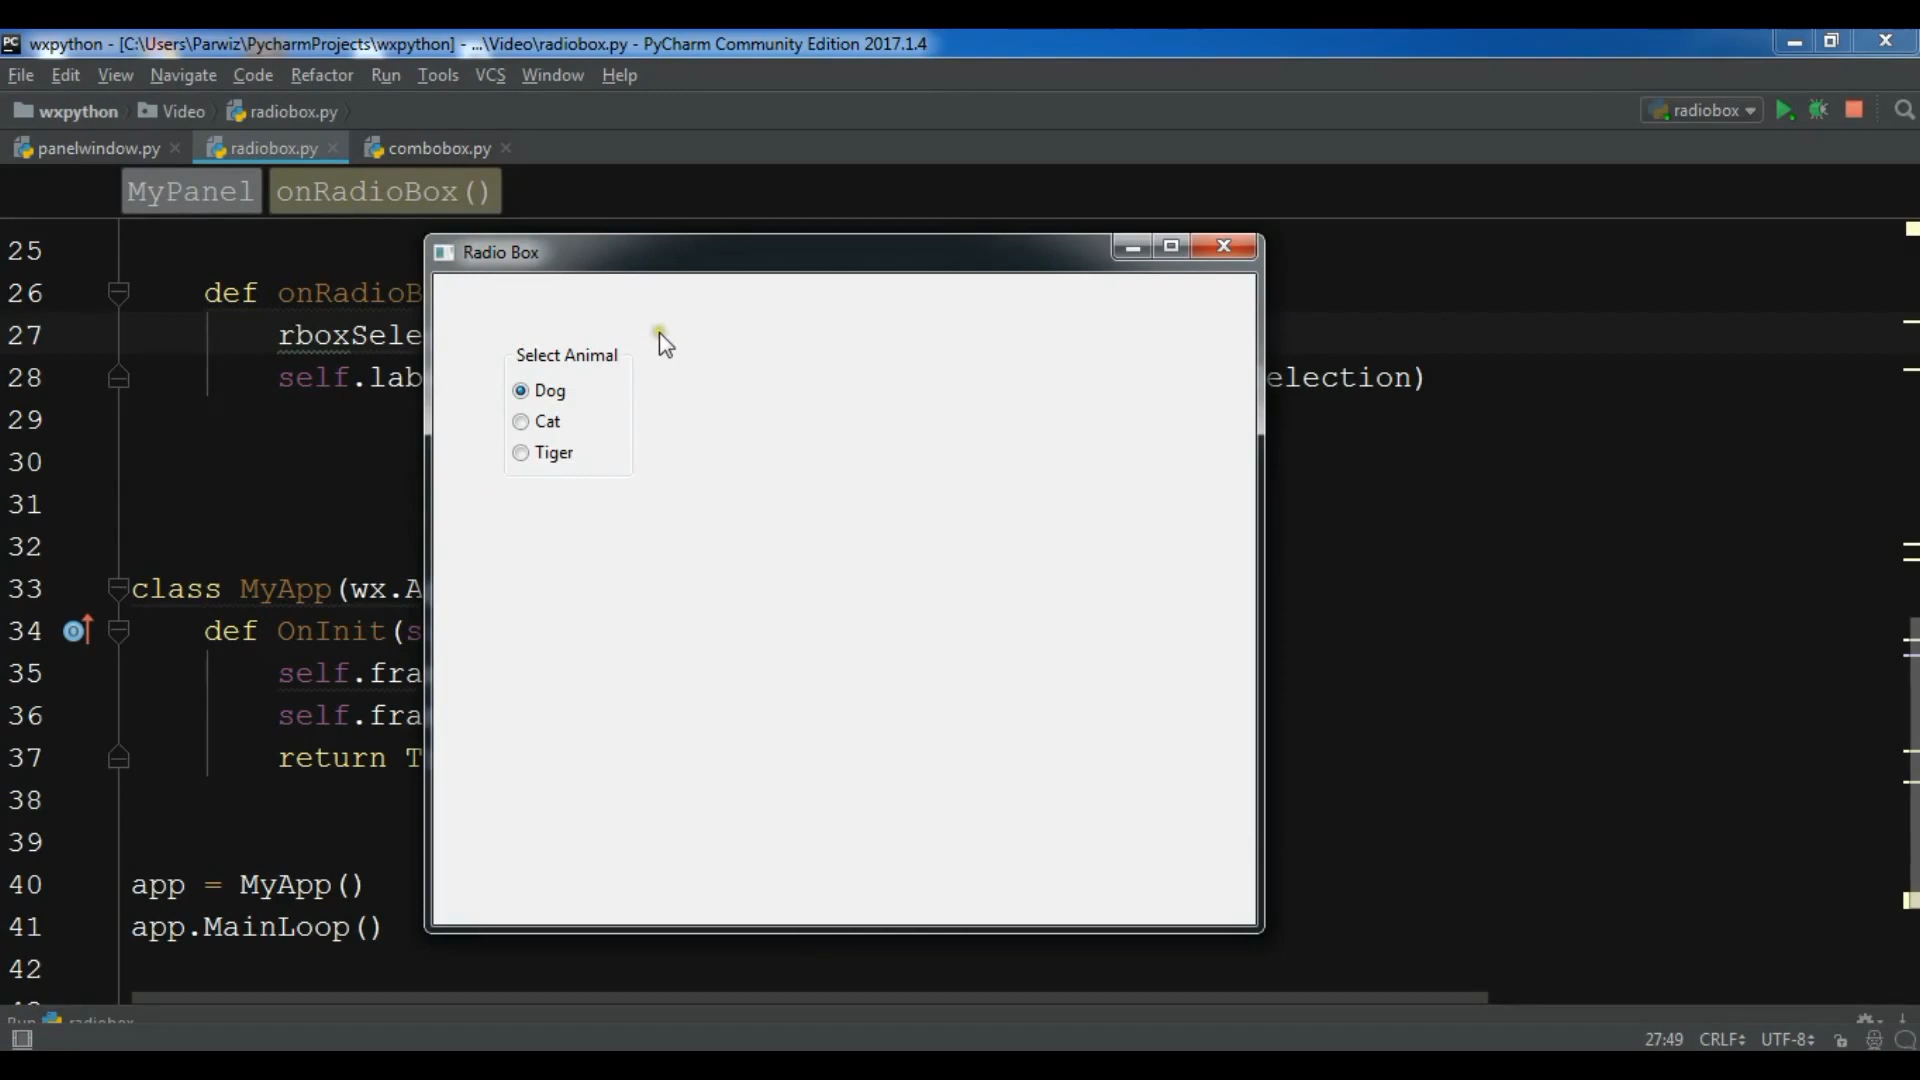 PC wxpython - [C:\Users\Parwiz\PycharmProjects\wxpython] - ...\Video\radiobox.py - PyCharm Community Edition 2017.1.4
File Edit View Navigate Code Refactor Run Tools VCS Window Help
wxpython Video radiobox.py radiobox
panelwindow.py radiobox.py combobox.py
MyPanel onRadioBox()
25
26 def onRadioB
27 rboxSele
28 self.lab election)
29
30
31
32
33 class MyApp(wx.A
34 def OnInit(s
35 self.fra
36 self.fra
37 return T
38
39
40 app = MyApp()
41 app.MainLoop()
42
Radio Box
Select Animal
Dog
Cat
Tiger
Run radiobox
27:49 CRLF UTF-8